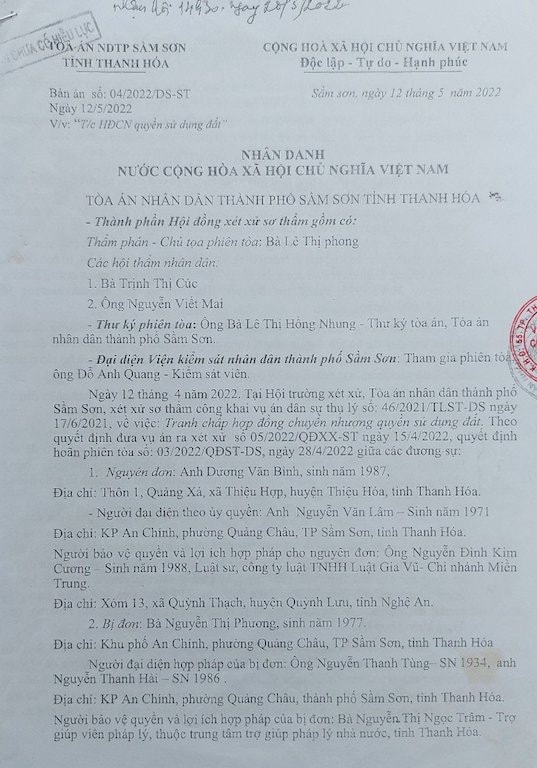 nhận hồi 14h30. ngày 20/5/2022
CHƯA CÓ HIỆU LỰC
TÒA ÁN NDTP SẦM SƠN
TỈNH THANH HÓA
CỘNG HOÀ XÃ HỘI CHỦ NGHĨA VIỆT NAM
Độc lập - Tự do - Hạnh phúc
Bản án số: 04/2022/DS-ST
Ngày 12/5/2022
V/v: "T/c HĐCN quyền sử dụng đất"
Sầm sơn, ngày 12 tháng 5 năm 2022
NHÂN DANH
NƯỚC CỘNG HÒA XÃ HỘI CHỦ NGHĨA VIỆT NAM
TÒA ÁN NHÂN DÂN THÀNH PHỐ SẦM SƠN TỈNH THANH HÓA
- Thành phần Hội đồng xét xử sơ thẩm gồm có:
Thẩm phán - Chủ tọa phiên tòa: Bà Lê Thị phong
Các hội thẩm nhân dân:
1. Bà Trịnh Thị Cúc
2. Ông Nguyễn Viết Mai
- Thư ký phiên tòa: Ông Bà Lê Thị Hồng Nhung - Thư ký tòa án, Tòa án
nhân dân thành phố Sầm Sơn.
- Đại diện Viện kiểm sát nhân dân thành phố Sầm Sơn: Tham gia phiên tòa
ông Đỗ Anh Quang - Kiểm sát viên.
Ngày 12 tháng 4 năm 2022. Tại Hội trường xét xử, Tòa án nhân dân thành phố
Sầm Sơn, xét xử sơ thẩm công khai vụ án dân sự thụ lý số: 46/2021/TLST-DS ngày
17/6/2021, về việc: Tranh chấp hợp đồng chuyển nhượng quyền sử dụng đất. Theo
quyết định đưa vụ án ra xét xử số 05/2022/QĐXX-ST ngày 15/4/2022, quyết định
hoãn phiên tòa số: 03/2022/QĐST-DS, ngày 28/4/2022 giữa các đương sự:
1. Nguyên đơn: Anh Dương Văn Bình, sinh năm 1987,
Địa chỉ: Thôn 1, Quảng Xá, xã Thiệu Hợp, huyện Thiệu Hóa, tỉnh Thanh Hóa.
- Người đại diện theo ủy quyền: Anh Nguyễn Văn Lâm – Sinh năm 1971
Địa chỉ: KP An Chính, phường Quảng Châu, TP Sầm Sơn, tỉnh Thanh Hóa.
Người bảo vệ quyền và lợi ích hợp pháp cho nguyên đơn: Ông Nguyễn Đình Kim
Cương – Sinh năm 1988, Luật sư, công ty luật TNHH Luật Gia Vũ- Chi nhánh Miền
Trung.
Địa chỉ: Xóm 13, xã Quỳnh Thạch, huyện Quỳnh Lưu, tỉnh Nghệ An.
2. Bị đơn: Bà Nguyễn Thị Phương, sinh năm 1977.
Địa chỉ: Khu phố An Chính, phường Quảng Châu, TP Sầm Sơn, tỉnh Thanh Hóa
Người đại diện hợp pháp của bị đơn: Ông Nguyễn Thanh Tùng– SN 1934, anh
Nguyễn Thanh Hải – SN 1986 .
Địa chỉ: KP An Chính, phường Quảng Châu, thành phố Sầm Sơn, tỉnh Thanh Hóa.
Người bảo vệ quyền và lợi ích hợp pháp của bị đơn: Bà Nguyễn Thị Ngọc Trâm - Trợ
giúp viên pháp lý, thuộc trung tâm trợ giúp pháp lý nhà nước, tỉnh Thanh Hóa.